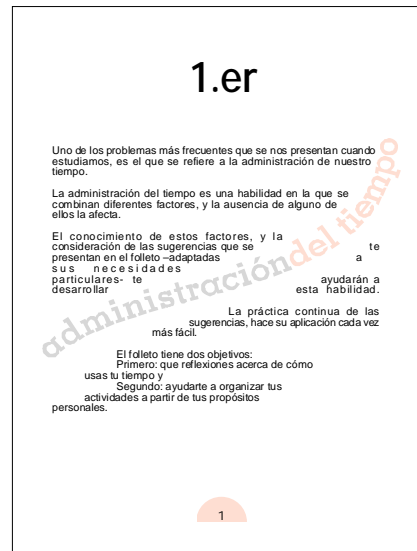 1.er
Uno de los problemas más frecuentes que se nos presentan cuando
estudiamos, es el que se refiere a la administración de nuestro
tiempo.
La administración del tiempo es una habilidad en la que se
combinan diferentes factores, y la ausencia de alguno de
ellos la afecta.
El conocimiento de estos factores, y la
consideración de las sugerencias que se te
presentan en el folleto –adaptadas a
sus necesidades
particulares- te ayudarán a
desarrollar esta habilidad.
La práctica continua de las
sugerencias, hace su aplicación cada vez
más fácil.
El folleto tiene dos objetivos:
Primero: que reflexiones acerca de cómo
usas tu tiempo y
Segundo: ayudarte a organizar tus
actividades a partir de tus propósitos
personales.
administracióndel tiempo
1